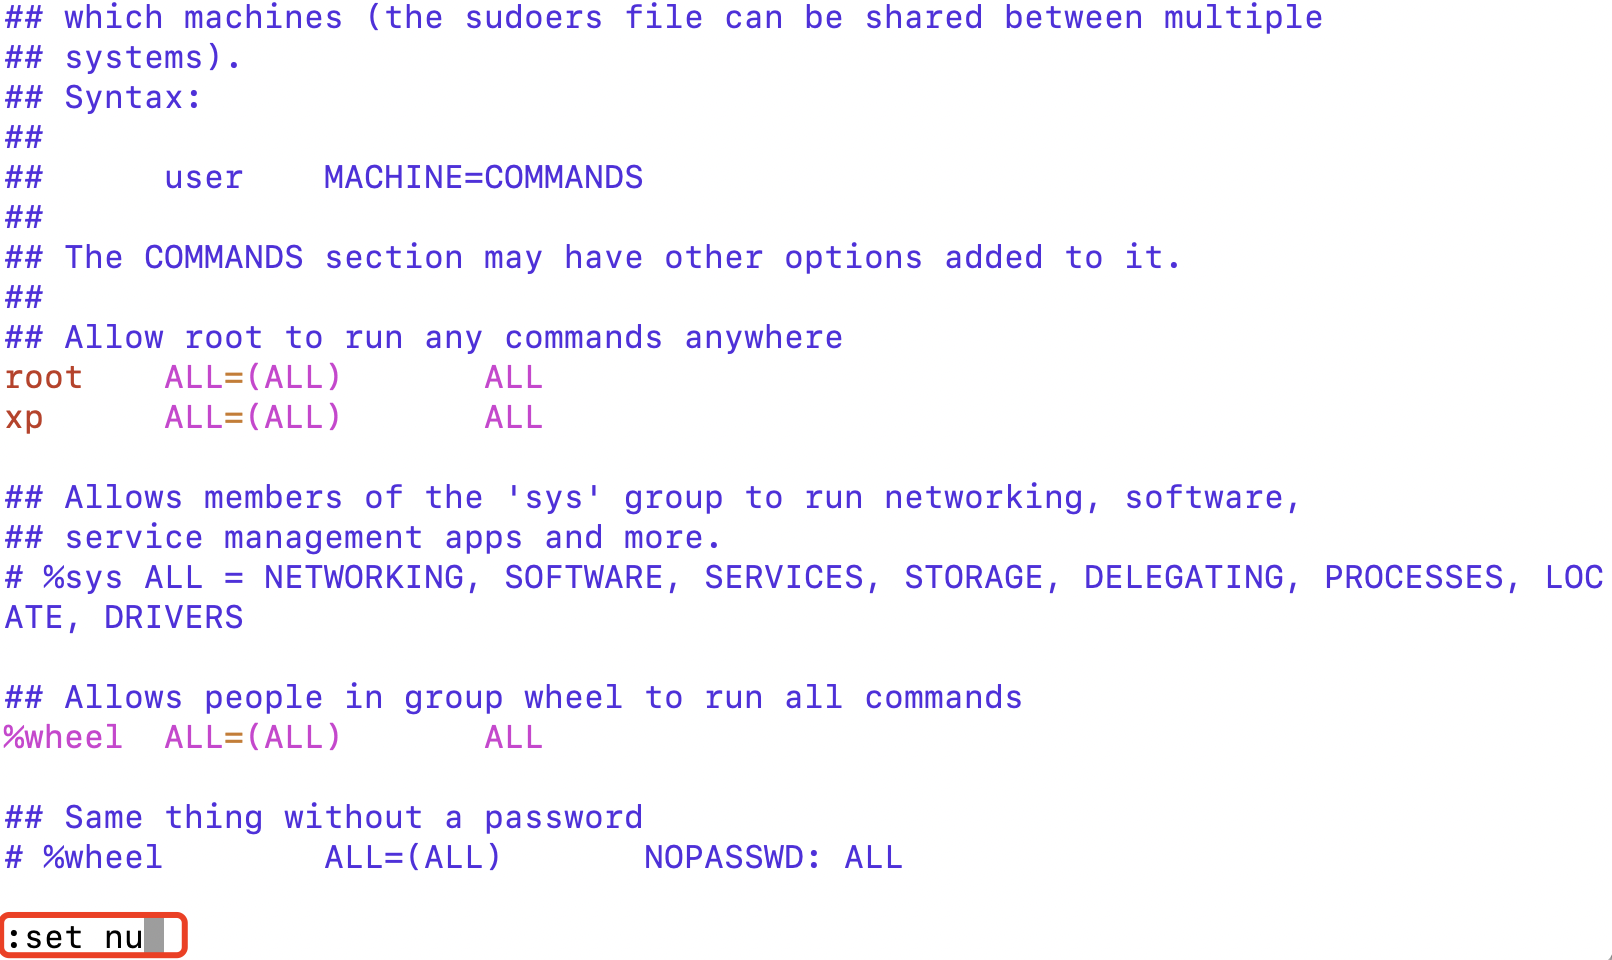 ## which machines (the sudoers file can be shared between multiple
## systems).
## Syntax:
##
##      user    MACHINE=COMMANDS
##
## The COMMANDS section may have other options added to it.
##
## Allow root to run any commands anywhere
root    ALL=(ALL)       ALL
xp      ALL=(ALL)       ALL

## Allows members of the 'sys' group to run networking, software,
## service management apps and more.
# %sys ALL = NETWORKING, SOFTWARE, SERVICES, STORAGE, DELEGATING, PROCESSES, LOC
ATE, DRIVERS

## Allows people in group wheel to run all commands
%wheel  ALL=(ALL)       ALL

## Same thing without a password
# %wheel        ALL=(ALL)       NOPASSWD: ALL

:set nu